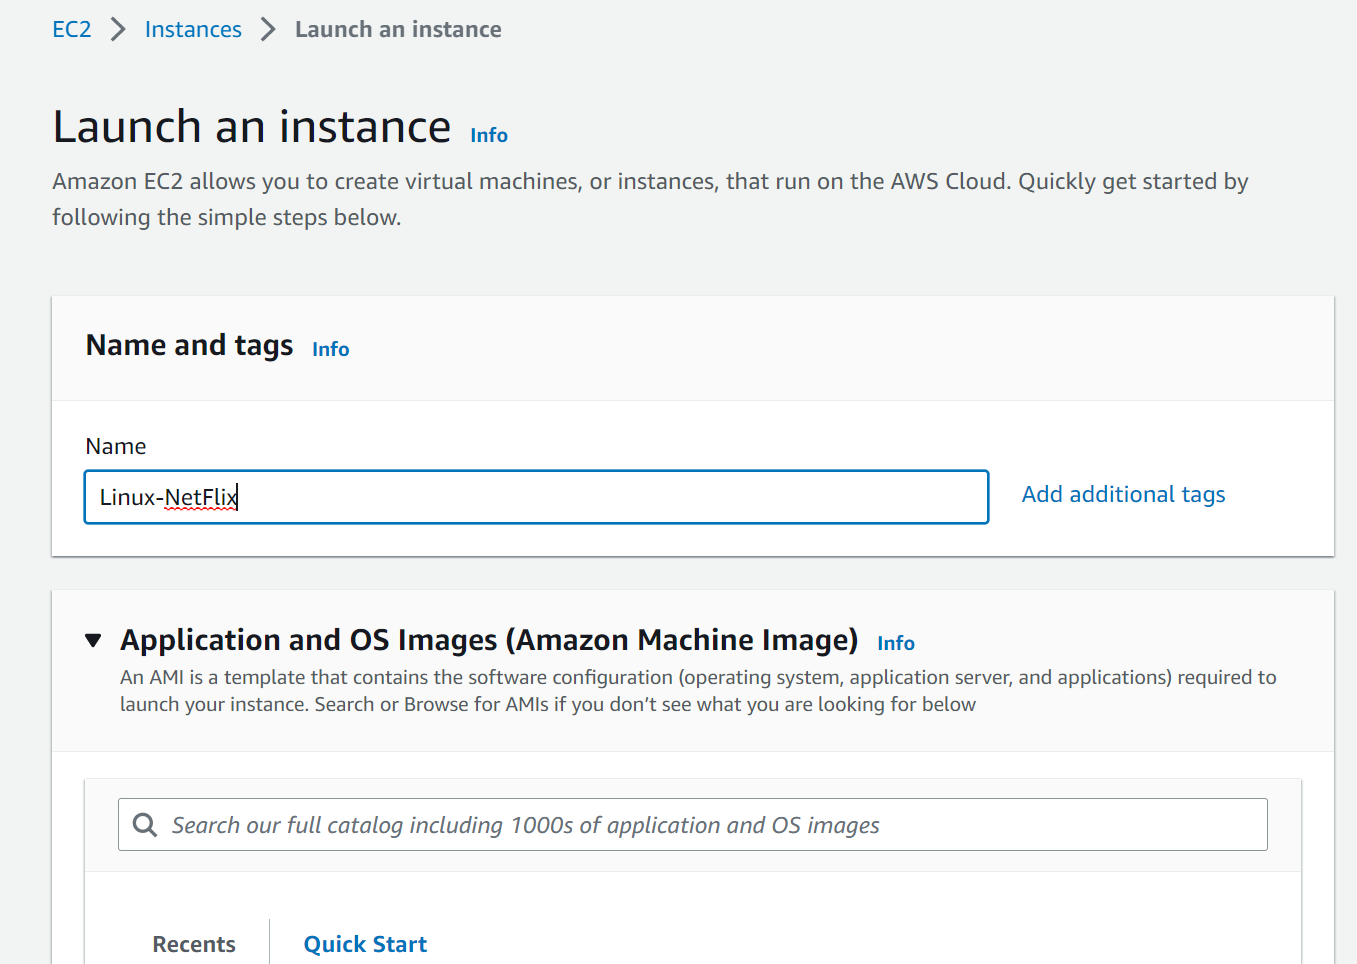 EC2 > Instances > Launch an instance
Launch an instance Info
Amazon EC2 allows you to create virtual machines, or instances, that run on the AWS Cloud. Quickly get started by
following the simple steps below.
Name and tags Info
Name
Linux-NetFlix
Add additional tags
Application and OS Images (Amazon Machine Image) Info
An AMI is a template that contains the software configuration (operating system, application server, and applications) required to
launch your instance. Search or Browse for AMIs if you don’t see what you are looking for below
Search our full catalog including 1000s of application and OS images
Recents
Quick Start